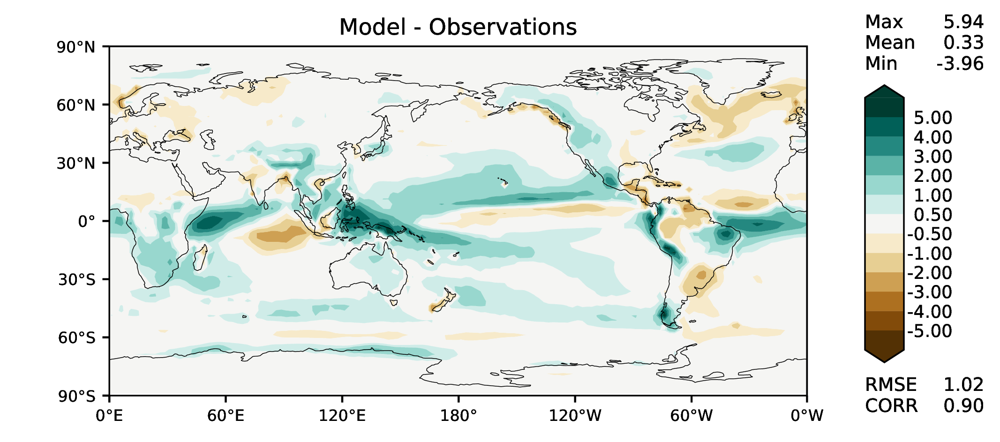 Model - Observations
Max 5.94
Mean 0.33
Min -3.96
90°N
60°N
30°N
0°
30°S
60°S
90°S
0°E 60°E 120°E 180° 120°W 60°W 0°W
5.00
4.00
3.00
2.00
1.00
0.50
-0.50
-1.00
-2.00
-3.00
-4.00
-5.00
RMSE 1.02
CORR 0.90